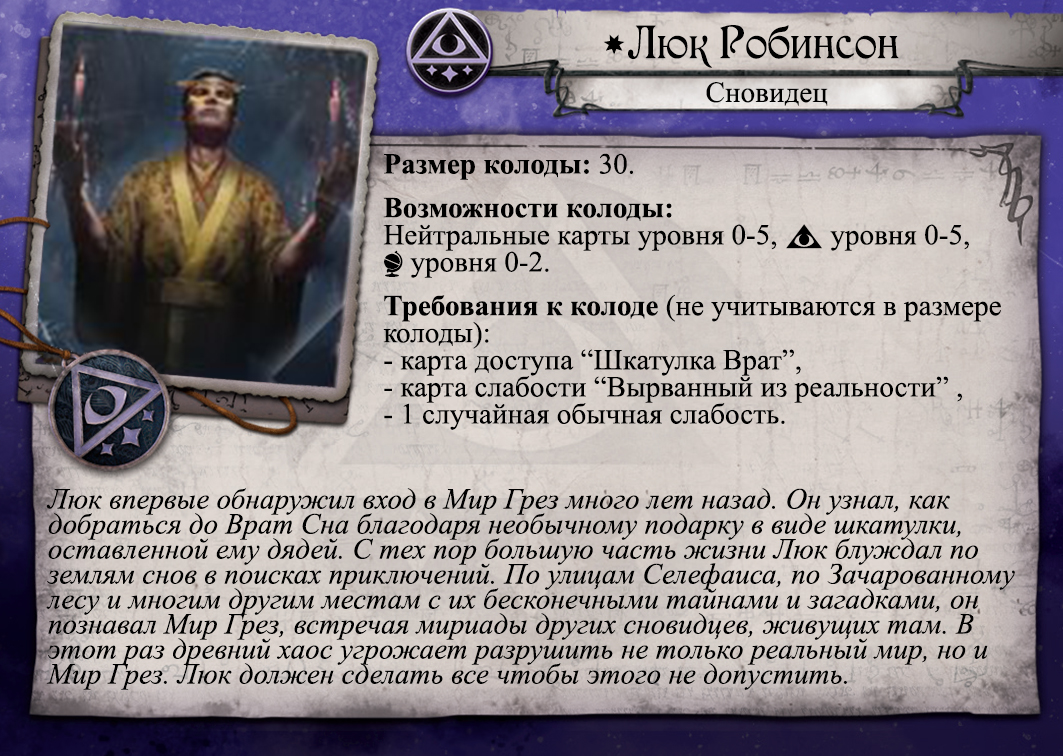 Люк Робинсон
Сновидец
Размер колоды: 30.
Возможности колоды:
Нейтральные карты уровня 0-5, уровня 0-5,
уровня 0-2.
Требования к колоде (не учитываются в размере
колоды):
- карта доступа “Шкатулка Врат”,
- карта слабости “Вырванный из реальности” ,
- 1 случайная обычная слабость.
Люк впервые обнаружил вход в Мир Грез много лет назад. Он узнал, как
добраться до Врат Сна благодаря необычному подарку в виде шкатулки,
оставленной ему дядей. С тех пор большую часть жизни Люк блуждал по
землям снов в поисках приключений. По улицам Селефаиса, по Зачарованному
лесу и многим другим местам с их бесконечными тайнами и загадками, он
познавал Мир Грез, встречая мириады других сновидцев, живущих там. В
этот раз древний хаос угрожает разрушить не только реальный мир, но и
Мир Грез. Люк должен сделать все чтобы этого не допустить.